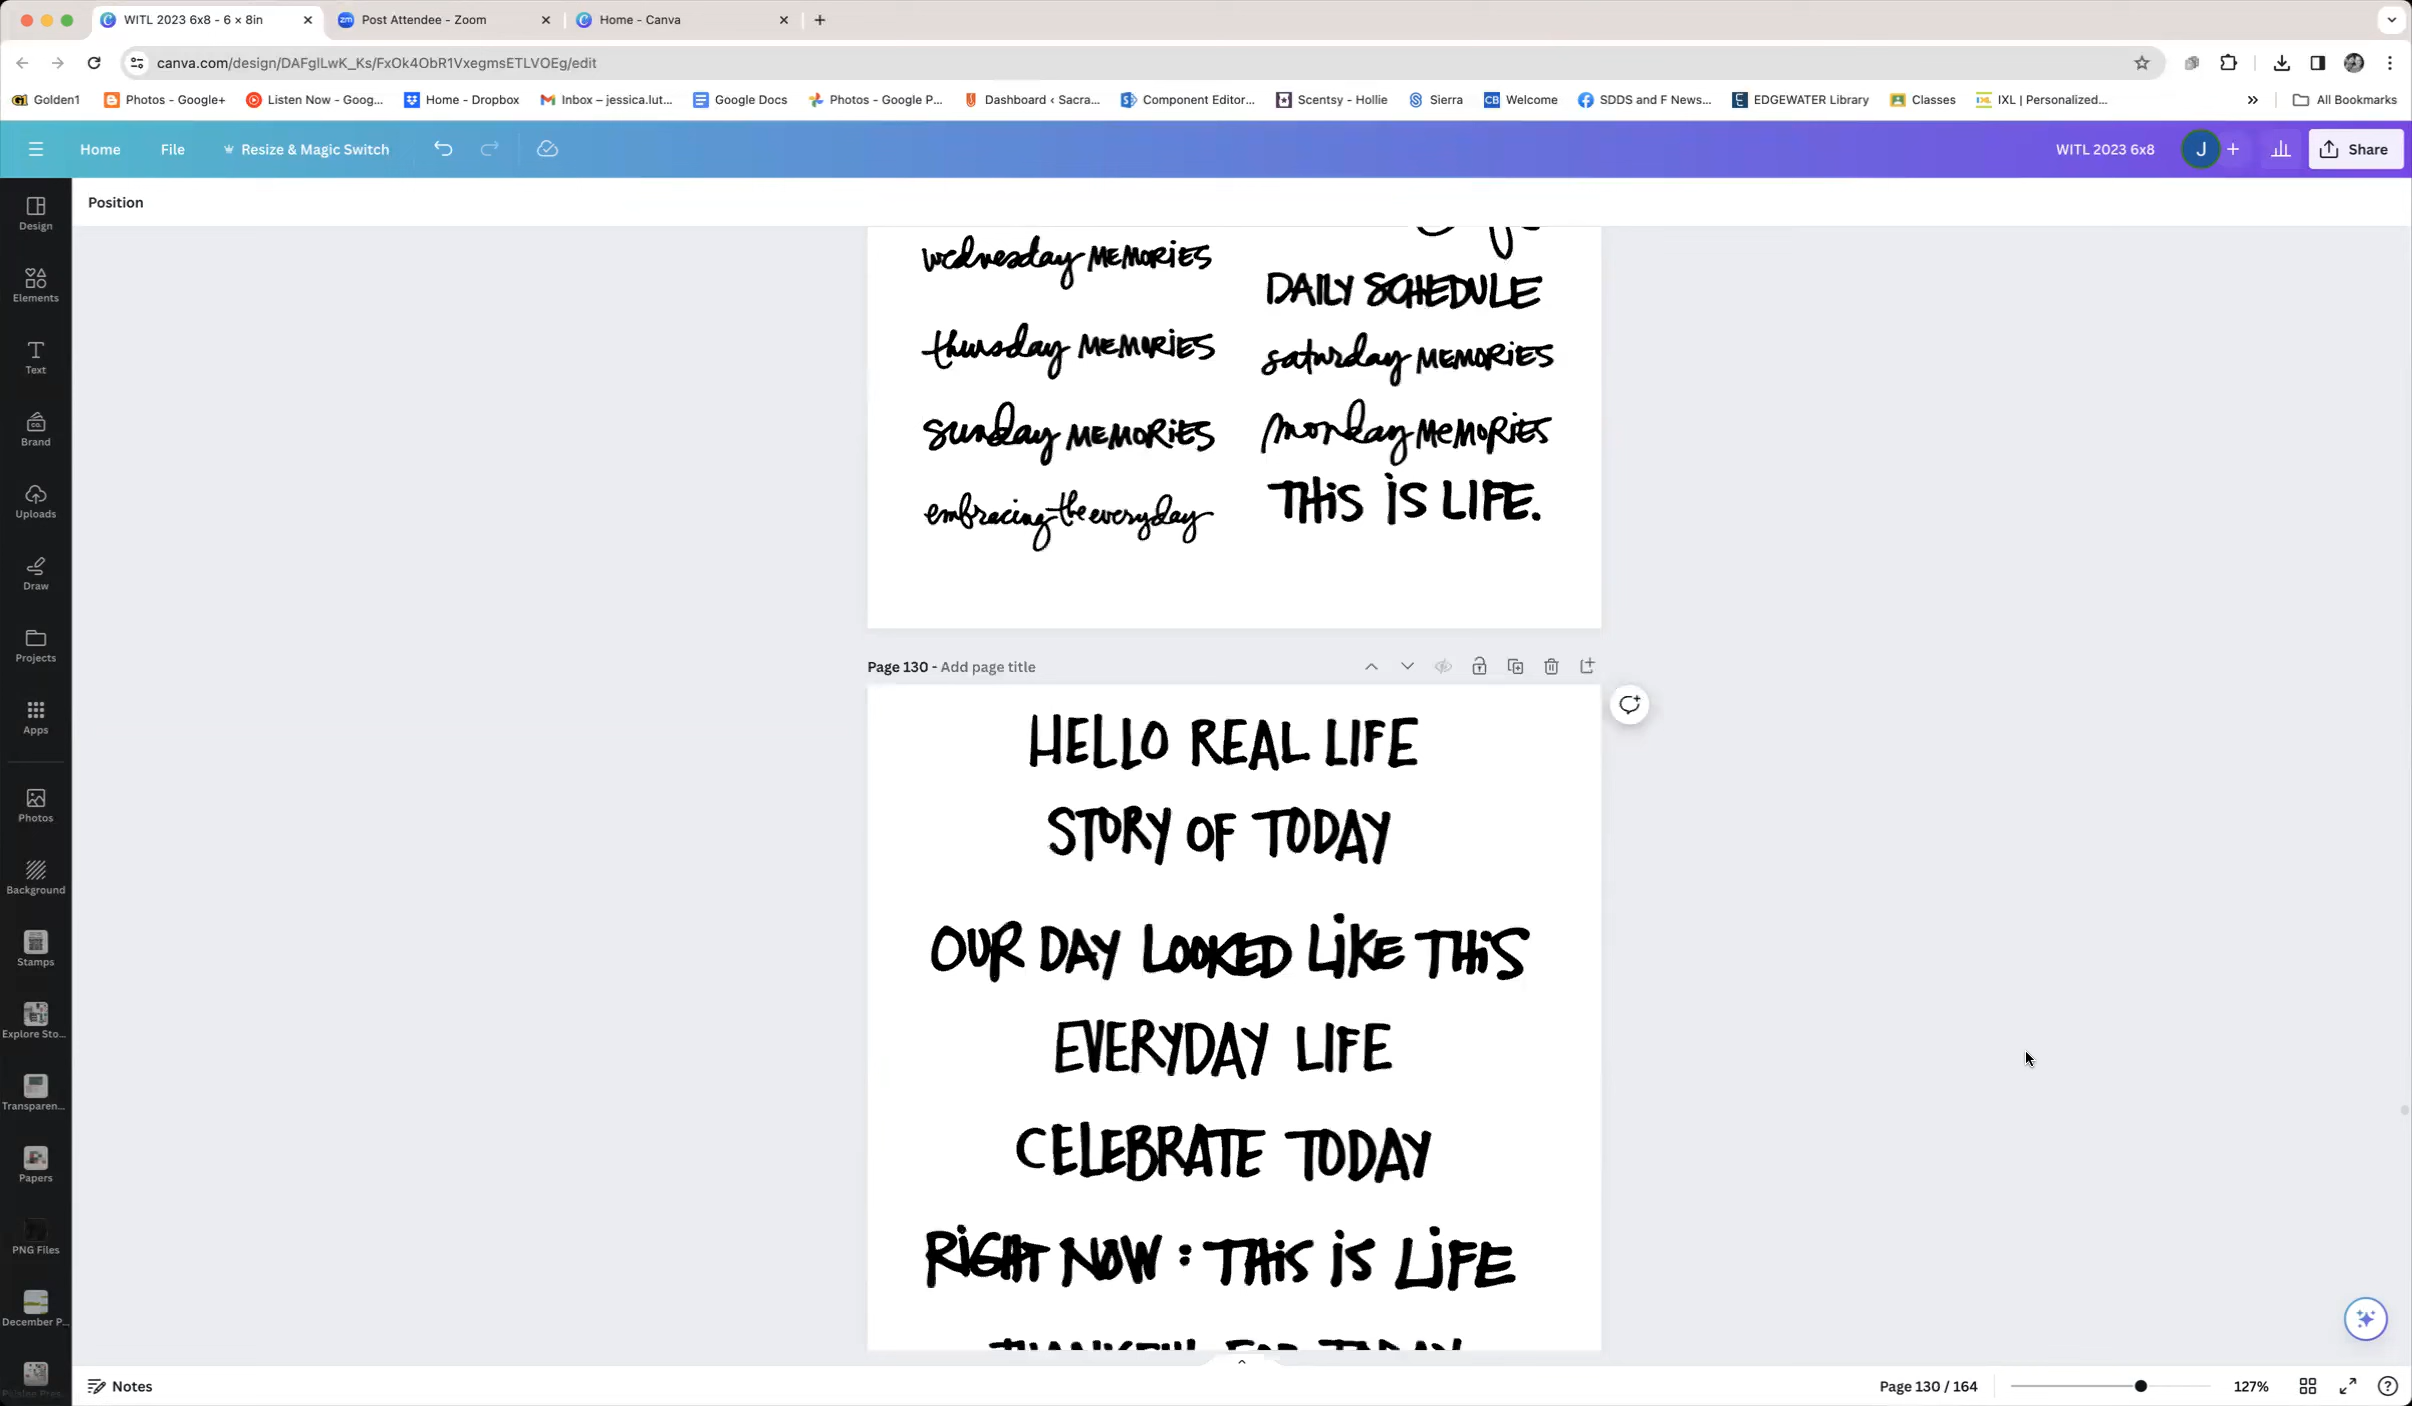 WITL 2023 6x8 - 6 × 8in
Post Attendee - Zoom
Home - Canva
canva.com/design/DAFglLwK_Ks/FxOk4ObR1VxegmsETLVOEg/edit
Golden1
Photos - Google+
Listen Now - Goog...
Home - Dropbox
Inbox – jessica.lut...
Google Docs
Photos - Google P...
Dashboard ‹ Sacra...
Component Editor...
Scentsy - Hollie
Sierra
Welcome
SDDS and F News...
EDGEWATER Library
Classes
IXL | Personalized...
All Bookmarks
Home
File
Resize & Magic Switch
WITL 2023 6x8
J
Share
Position
Design
Elements
Text
Brand
Uploads
Draw
Projects
Apps
Photos
Background
Stamps
Explore Sto...
Transparen...
Papers
PNG Files
December P...
wednesday MEMORiES
thursday MEMORiES
sunday MEMORiES
embracing the everyday
DAILY SCHEDULE
saturday MEMORiES
monday MeMORiES
THiS iS LIFE.
Page 130 - Add page title
HELLO REAL LIFE
STORY OF TODAY
OUR DAY LOOKED LiKE THiS
EVERYDAY LIFE
CELEBRATE TODAY
RiGHT NOW : THiS iS LiFE
THANKFUL FOR TODAY
Notes
Page 130 / 164
127%